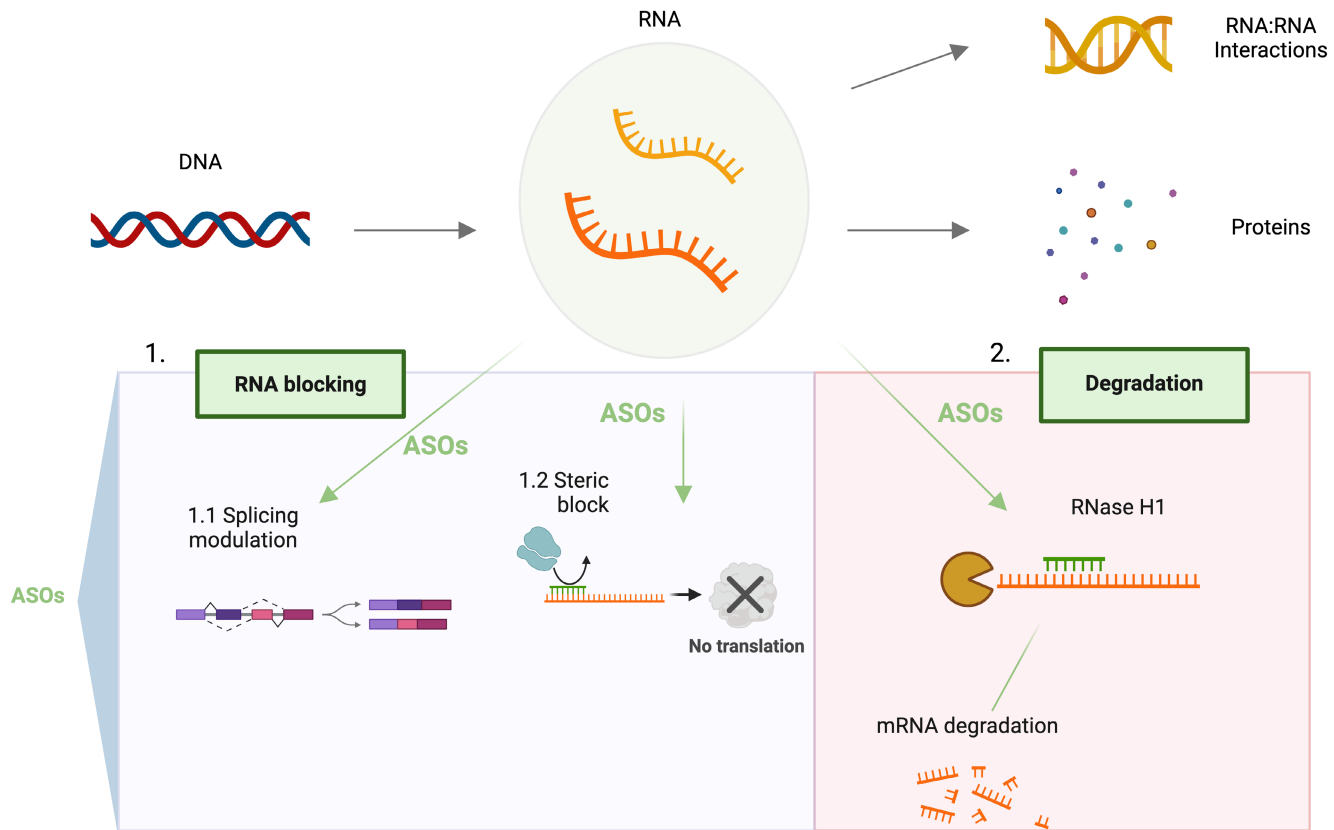 RNA
RNA:RNA
Interactions
DNA
Proteins
1.
RNA blocking
2.
Degradation
ASOs
ASOs
ASOs
1.1 Splicing
modulation
1.2 Steric
block
RNase H1
ASOs
No translation
mRNA degradation